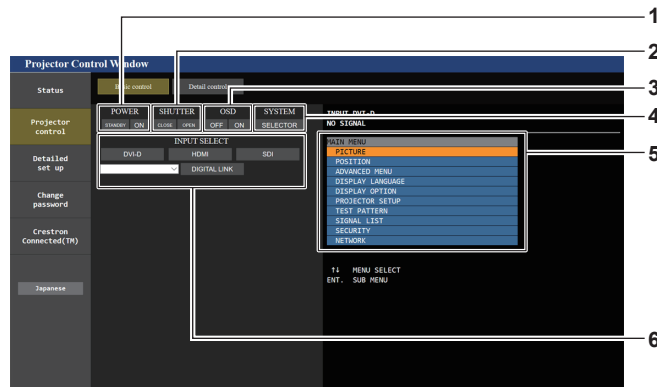 1
Projector Control Window
2
Status
Basic control Detail control
3
POWER SHUTTER OSD SYSTEM
STANDBY ON CLOSE OPEN OFF ON SELECTOR
INPUT DVI-D
4
NO SIGNAL
Projector
control
INPUT SELECT
DVI-D HDMI SDI
DIGITAL LINK
MAIN MENU
5
PICTURE
POSITION
ADVANCED MENU
DISPLAY LANGUAGE
DISPLAY OPTION
PROJECTOR SETUP
TEST PATTERN
SIGNAL LIST
SECURITY
NETWORK
Detailed
set up
Change
password
Crestron
Connected(TM)
↑↓ MENU SELECT
ENT. SUB MENU
Japanese
6